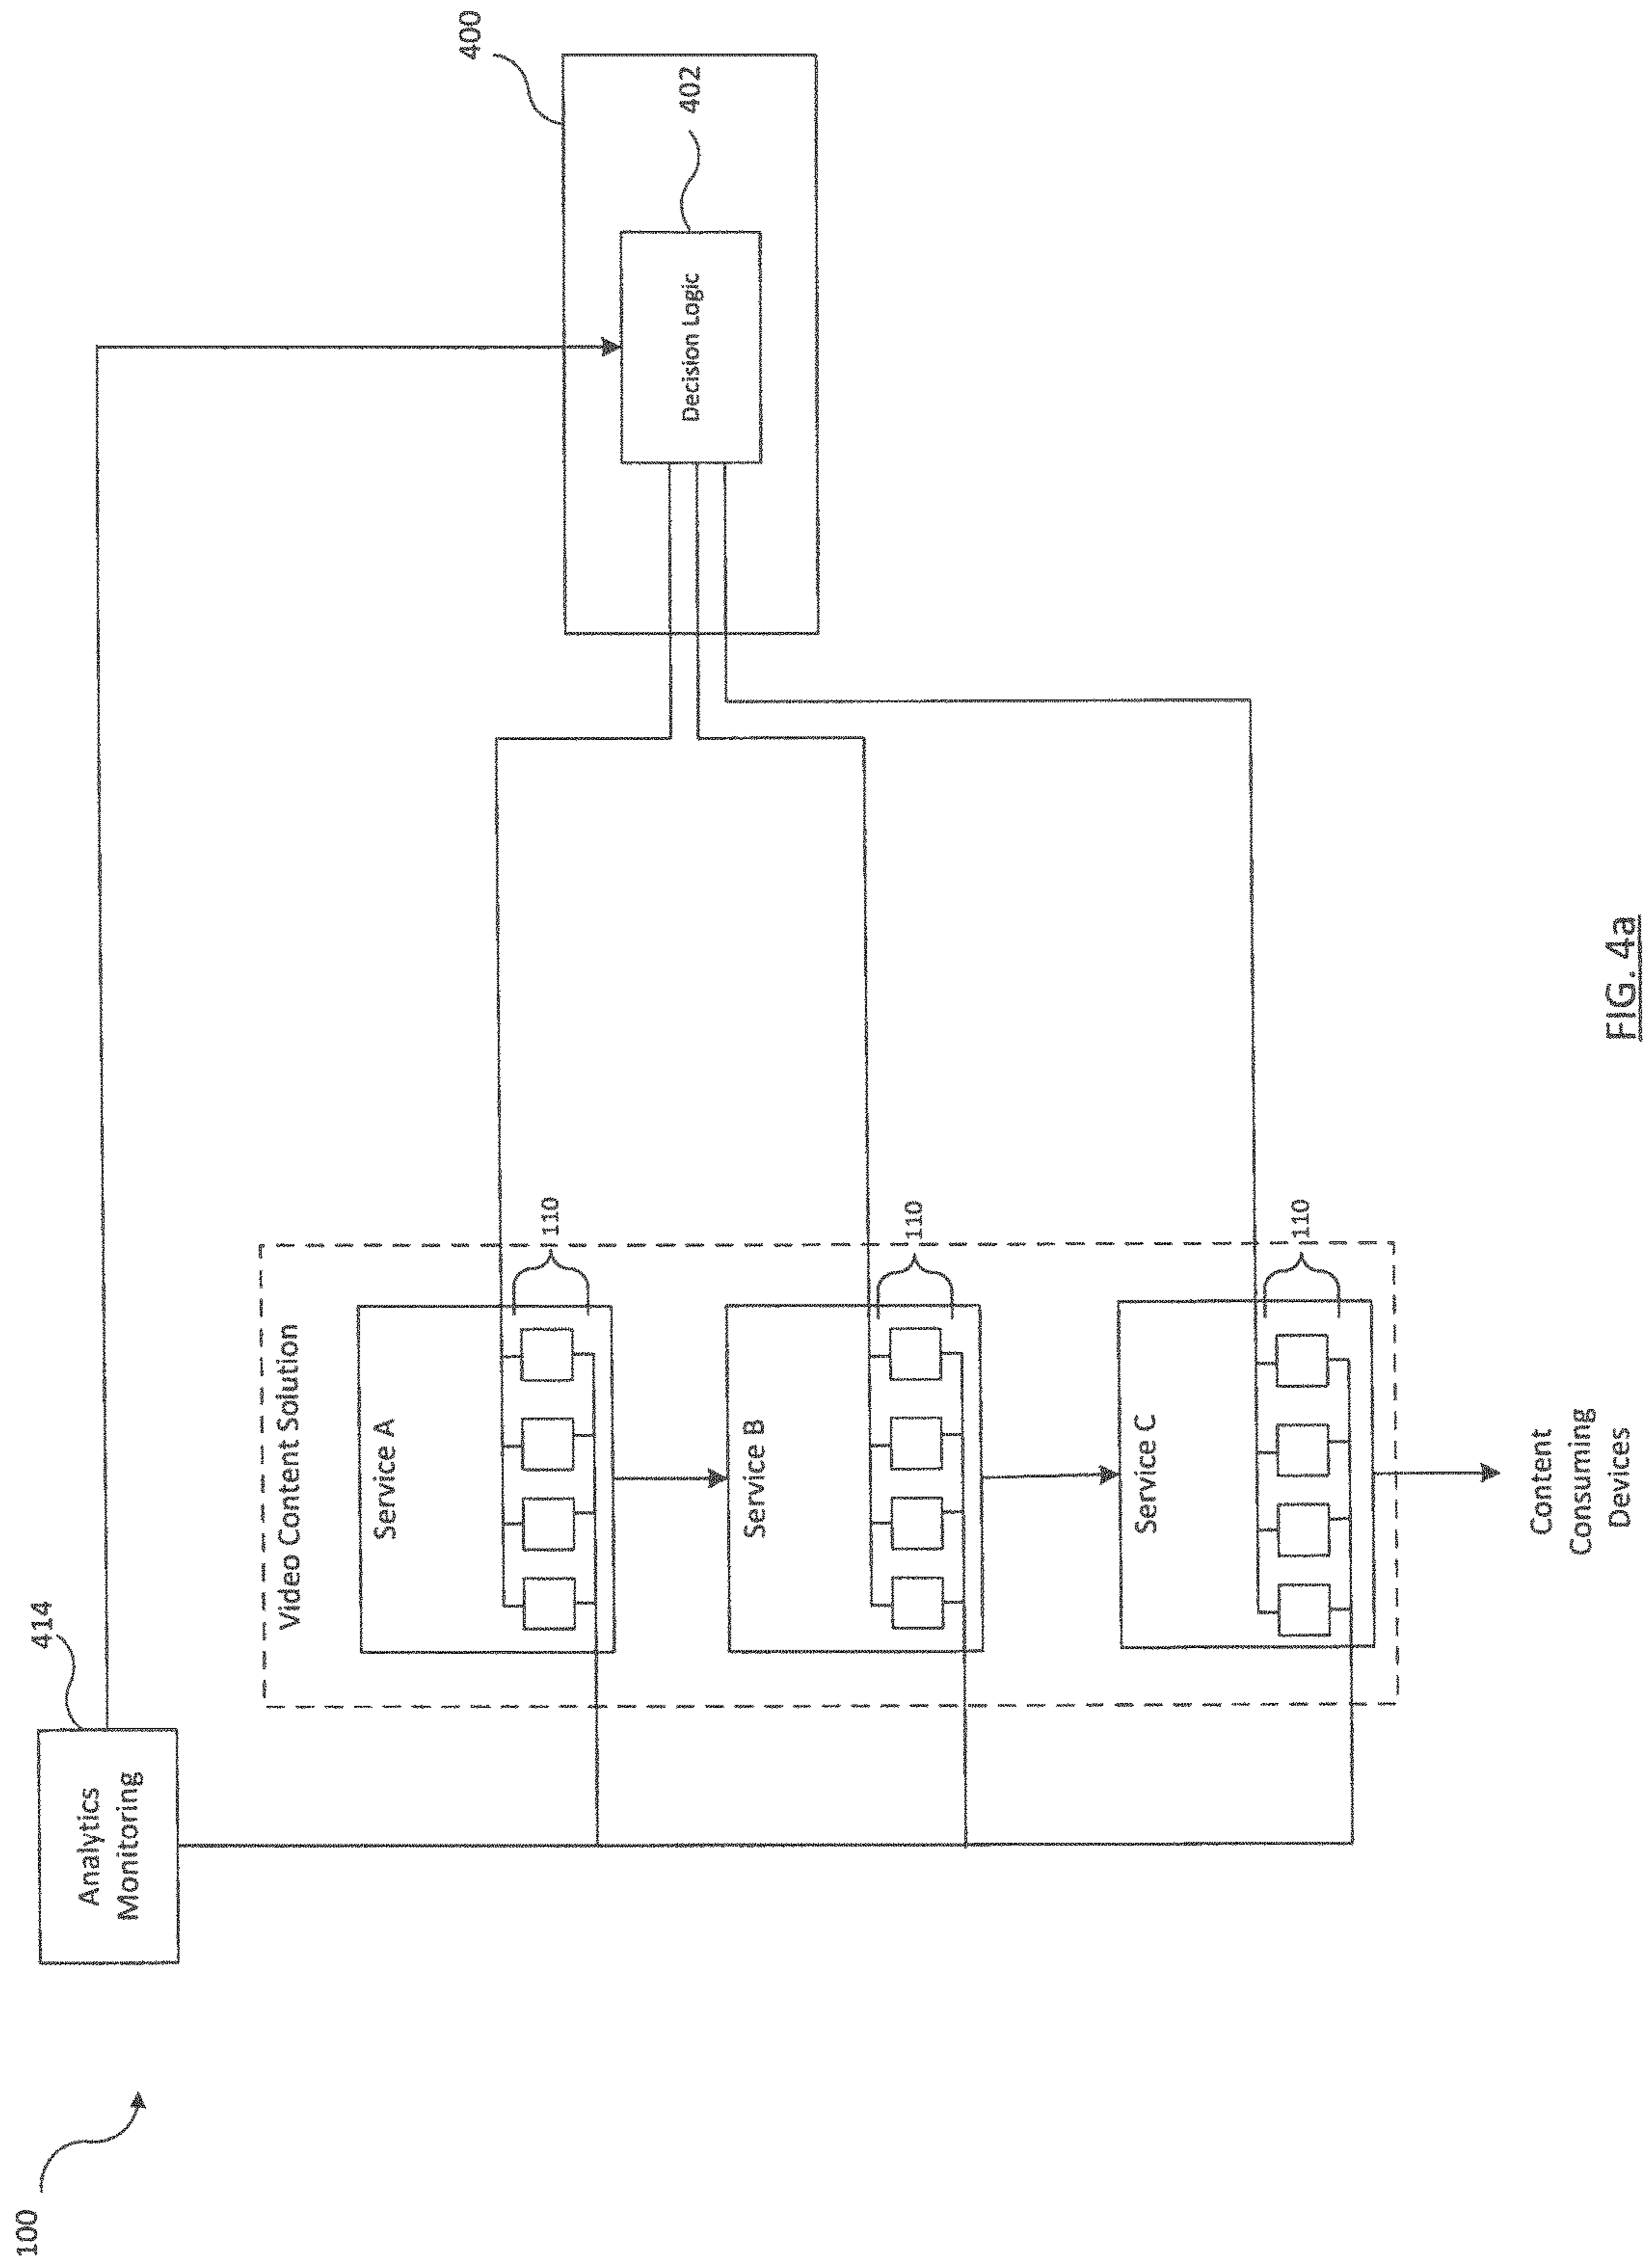 100
414
Analytics
Monitoring
400
402
Decision Logic
Video Content Solution
Service A
110
Service B
110
Service C
110
Content
Consuming
Devices
FIG. 4a